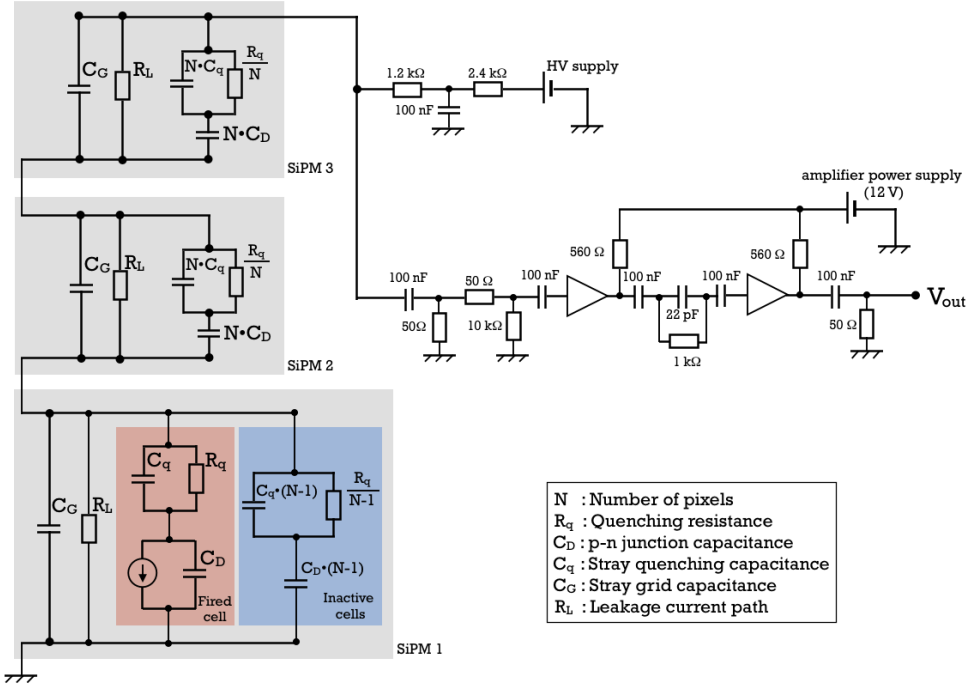 C_G
R_L
N•C_q
R_q
N
N•C_D
SiPM 3
1.2 kΩ
2.4 kΩ
HV supply
100 nF
C_G
R_L
N•C_q
R_q
N
N•C_D
SiPM 2
amplifier power supply
(12 V)
560 Ω
560 Ω
100 nF
50 Ω
100 nF
100 nF
100 nF
100 nF
V_out
50Ω
10 kΩ
22 pF
50 Ω
1 kΩ
C_G
R_L
C_q
R_q
C_q•(N-1)
R_q
N-1
C_D
C_D•(N-1)
Fired
cell
Inactive
cells
SiPM 1
N : Number of pixels
R_q : Quenching resistance
C_D : p-n junction capacitance
C_q : Stray quenching capacitance
C_G : Stray grid capacitance
R_L : Leakage current path